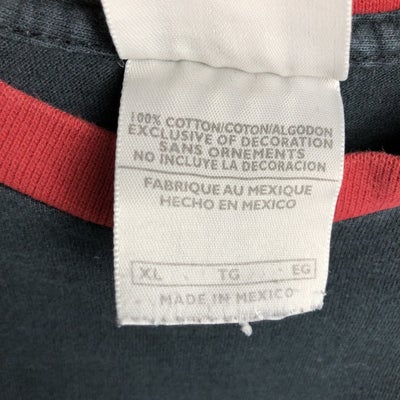 100% COTTON/COTON/ALGODON
EXCLUSIVE OF DECORATION
SANS ORNEMENTS
NO INCLUYE LA DECORACION
FABRIQUE AU MEXIQUE
HECHO EN MEXICO
XL TG EG
MADE IN MEXICO